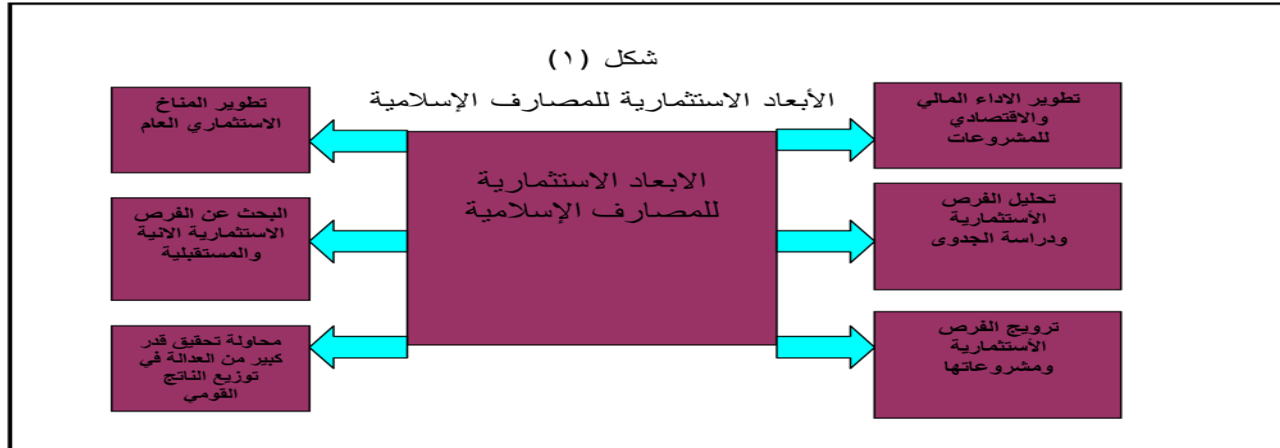 شكل (١)
الأبعاد الاستثمارية للمصارف الإسلامية
تطوير الاداء المالي
والاقتصادي
للمشروعات
تحليل الفرص
الأستثمارية
ودراسة الجدوى
ترويج الفرص
الأستثمارية
ومشروعاتها
الابعاد الاستثمارية
للمصارف الإسلامية
تطوير المناخ
الاستثماري العام
البحث عن الفرص
الاستثمارية الانية
والمستقبلية
محاولة تحقيق قدر
كبير من العدالة في
توزيع الناتج
القومي